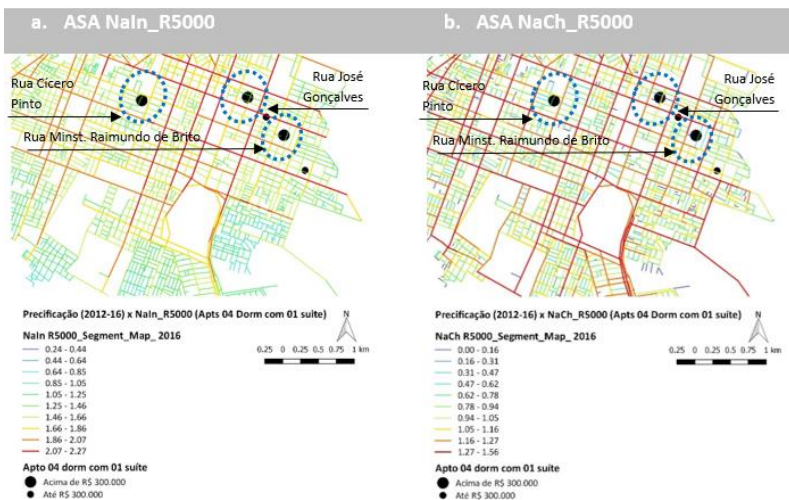 a. ASA NaIn_R5000
Rua Cícero
Pinto
Rua José
Gonçalves
Rua Minst. Raimundo de Brito
Precificação (2012-16) x NaIn_R5000 (Apts 04 Dorm com 01 suíte)
NaIn R5000_Segment_Map_ 2016
0.24 - 0.44
0.44 - 0.64
0.64 - 0.85
0.85 - 1.05
1.05 - 1.25
1.25 - 1.46
1.46 - 1.66
1.66 - 1.86
1.86 - 2.07
2.07 - 2.27
N
0.25 0 0.25 0.5 0.75 1 km
Apto 04 dorm com 01 suíte
Acima de R$ 300.000
Até R$ 300.000
b. ASA NaCh_R5000
Rua Cícero
Pinto
Rua José
Gonçalves
Rua Minst. Raimundo de Brito
Precificação (2012-16) x NaCh_R5000 (Apts 04 Dorm com 01 suíte)
NaCh R5000_Segment_Map_ 2016
0.00 - 0.16
0.16 - 0.31
0.31 - 0.47
0.47 - 0.62
0.62 - 0.78
0.78 - 0.94
0.94 - 1.05
1.05 - 1.16
1.16 - 1.27
1.27 - 1.56
N
0.25 0 0.25 0.5 0.75 1 km
Apto 04 dorm com 01 suíte
Acima de R$ 300.000
Até R$ 300.000